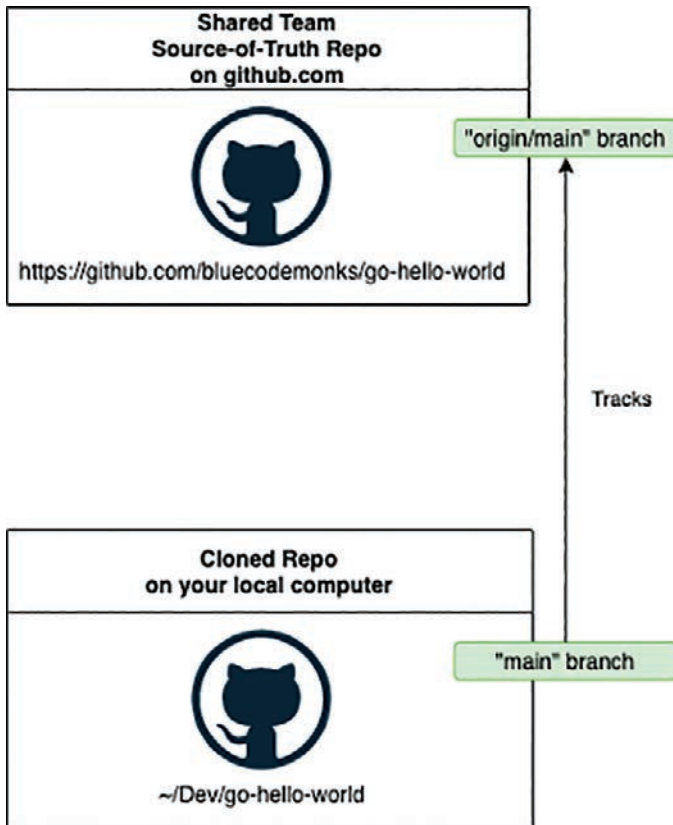 Shared Team
Source-of-Truth Repo
on github.com
"origin/main" branch
https://github.com/bluecodemonks/go-hello-world
Tracks
Cloned Repo
on your local computer
"main" branch
~/Dev/go-hello-world